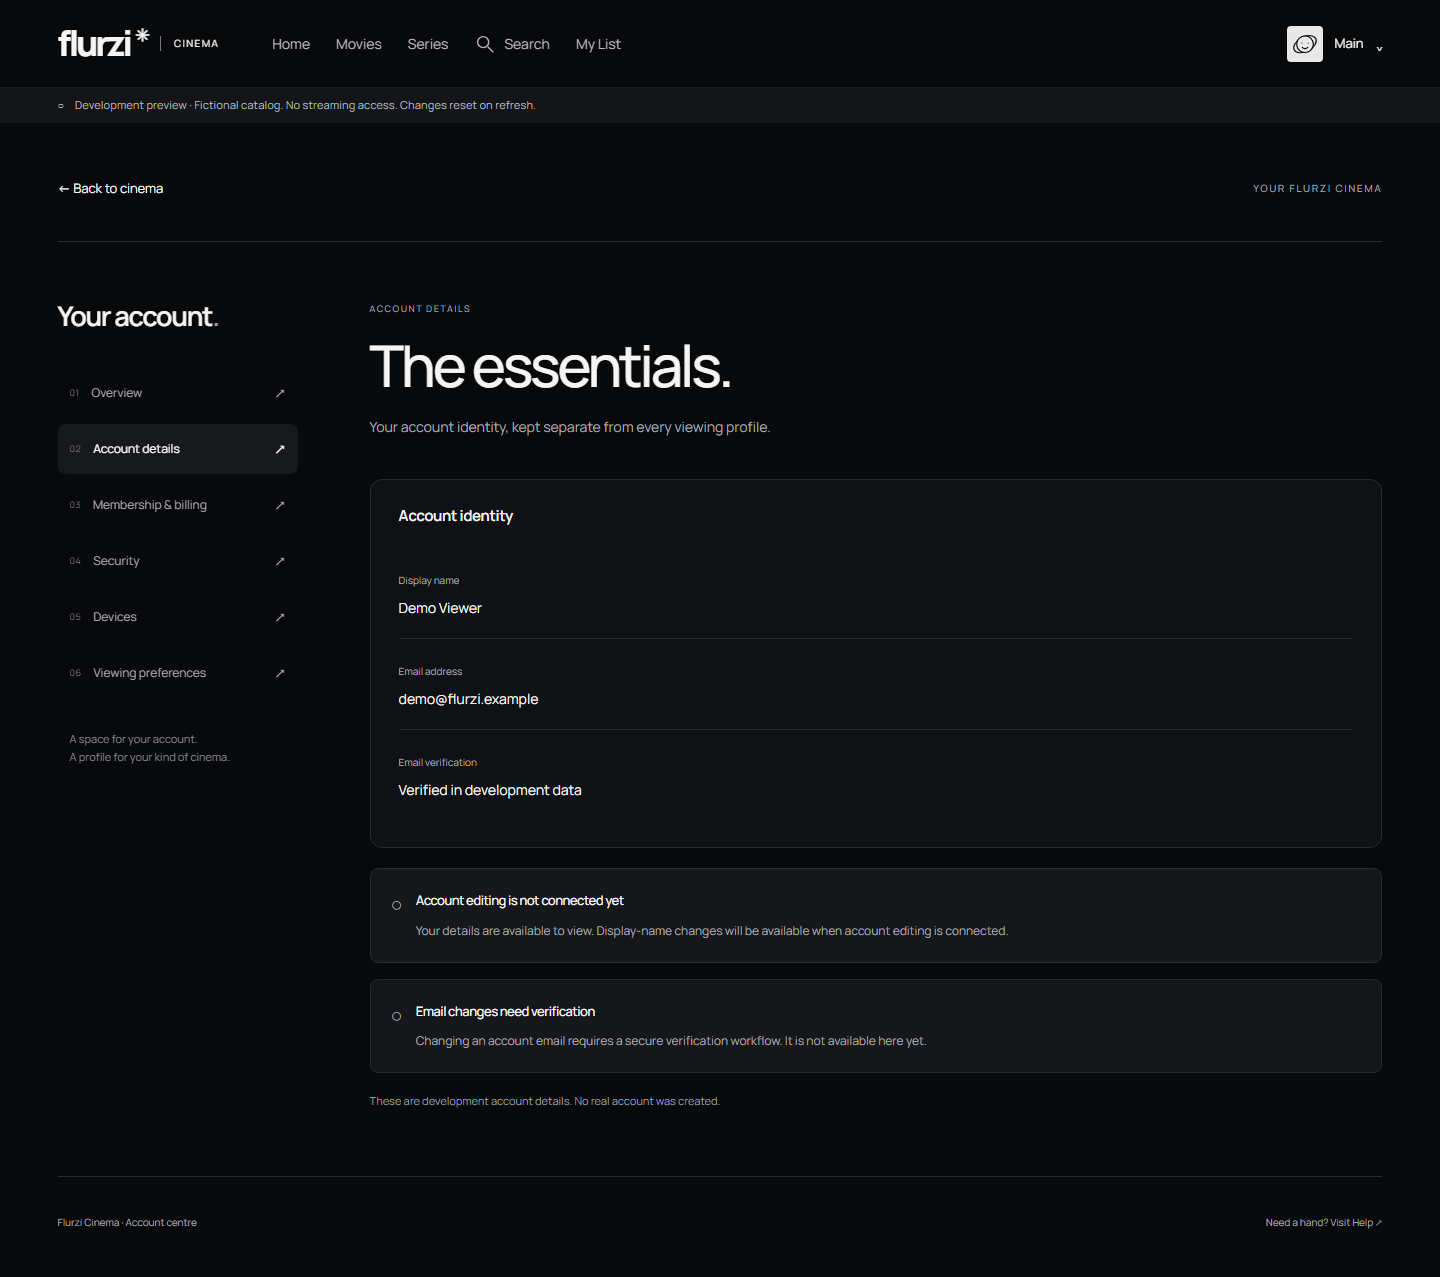 flurzi* CINEMA Home Movies Series Search My List Main
Development preview · Fictional catalog. No streaming access. Changes reset on refresh.
← Back to cinema
YOUR FLURZI CINEMA
Your account.
01 Overview ↗
02 Account details ↗
03 Membership & billing ↗
04 Security ↗
05 Devices ↗
06 Viewing preferences ↗
A space for your account.
A profile for your kind of cinema.
ACCOUNT DETAILS
The essentials.
Your account identity, kept separate from every viewing profile.
Account identity
Display name
Demo Viewer
Email address
demo@flurzi.example
Email verification
Verified in development data
Account editing is not connected yet
Your details are available to view. Display-name changes will be available when account editing is connected.
Email changes need verification
Changing an account email requires a secure verification workflow. It is not available here yet.
These are development account details. No real account was created.
Flurzi Cinema · Account centre
Need a hand? Visit Help ↗